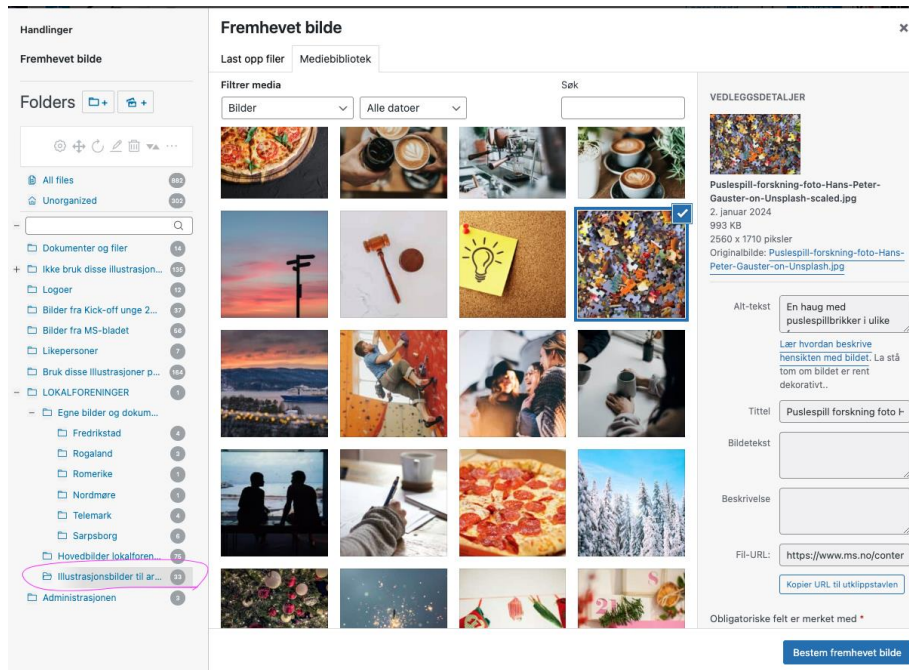 Handlinger
Fremhevet bilde
Folders
All files 892
Unorganized 302
Dokumenter og filer 14
Ikke bruk disse illustrasjon... 135
Logoer 12
Bilder fra Kick-off unge 2... 37
Bilder fra MS-bladet 58
Likepersoner 7
Bruk disse Illustrasjoner p... 164
LOKALFORENINGER 1
Egne bilder og dokum...
Fredrikstad 4
Rogaland 3
Romerike 1
Nordmøre 1
Telemark 4
Sarpsborg 6
Hovedbilder lokalforen... 75
Illustrasjonsbilder til ar... 33
Administrasjonen 3
Fremhevet bilde
Last opp filer Mediebibliotek
Filtrer media Søk
Bilder Alle datoer
VEDLEGGSDETALJER
Puslespill-forskning-foto-Hans-Peter-
Gauster-on-Unsplash-scaled.jpg
2. januar 2024
993 KB
2560 x 1710 piksler
Originalbilde: Puslespill-forskning-foto-Hans-
Peter-Gauster-on-Unsplash.jpg
Alt-tekst En haug med
puslespillbrikker i ulike
Lær hvordan beskrive
hensikten med bildet. La stå
tom om bildet er rent
dekorativt..
Tittel Puslespill forskning foto H
Bildetekst
Beskrivelse
Fil-URL: https://www.ms.no/conter
Kopier URL til utklippstavlen
Obligatoriske felt er merket med *
Bestem fremhevet bilde